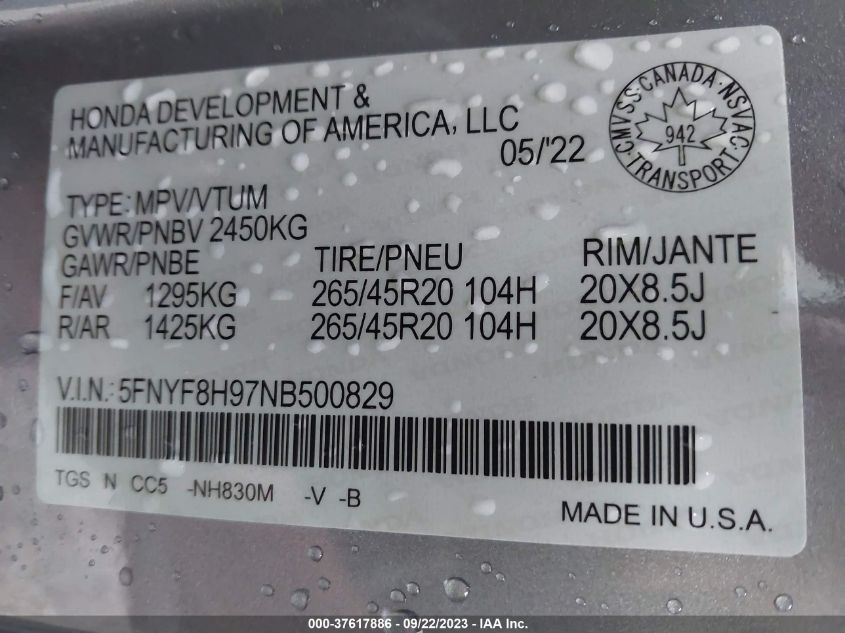 HONDA DEVELOPMENT &
MANUFACTURING OF AMERICA, LLC
05/'22
CMVSS · CANADA · NSVAC · TRANSPORT ·
942
TYPE: MPV/VTUM
GVWR/PNBV 2450KG
GAWR/PNBE TIRE/PNEU RIM/JANTE
F/AV 1295KG 265/45R20 104H 20X8.5J
R/AR 1425KG 265/45R20 104H 20X8.5J
V.I.N.: 5FNYF8H97NB500829
TGS N CC5 -NH830M -V -B
MADE IN U.S.A.
000-37617886 - 09/22/2023 - IAA Inc.